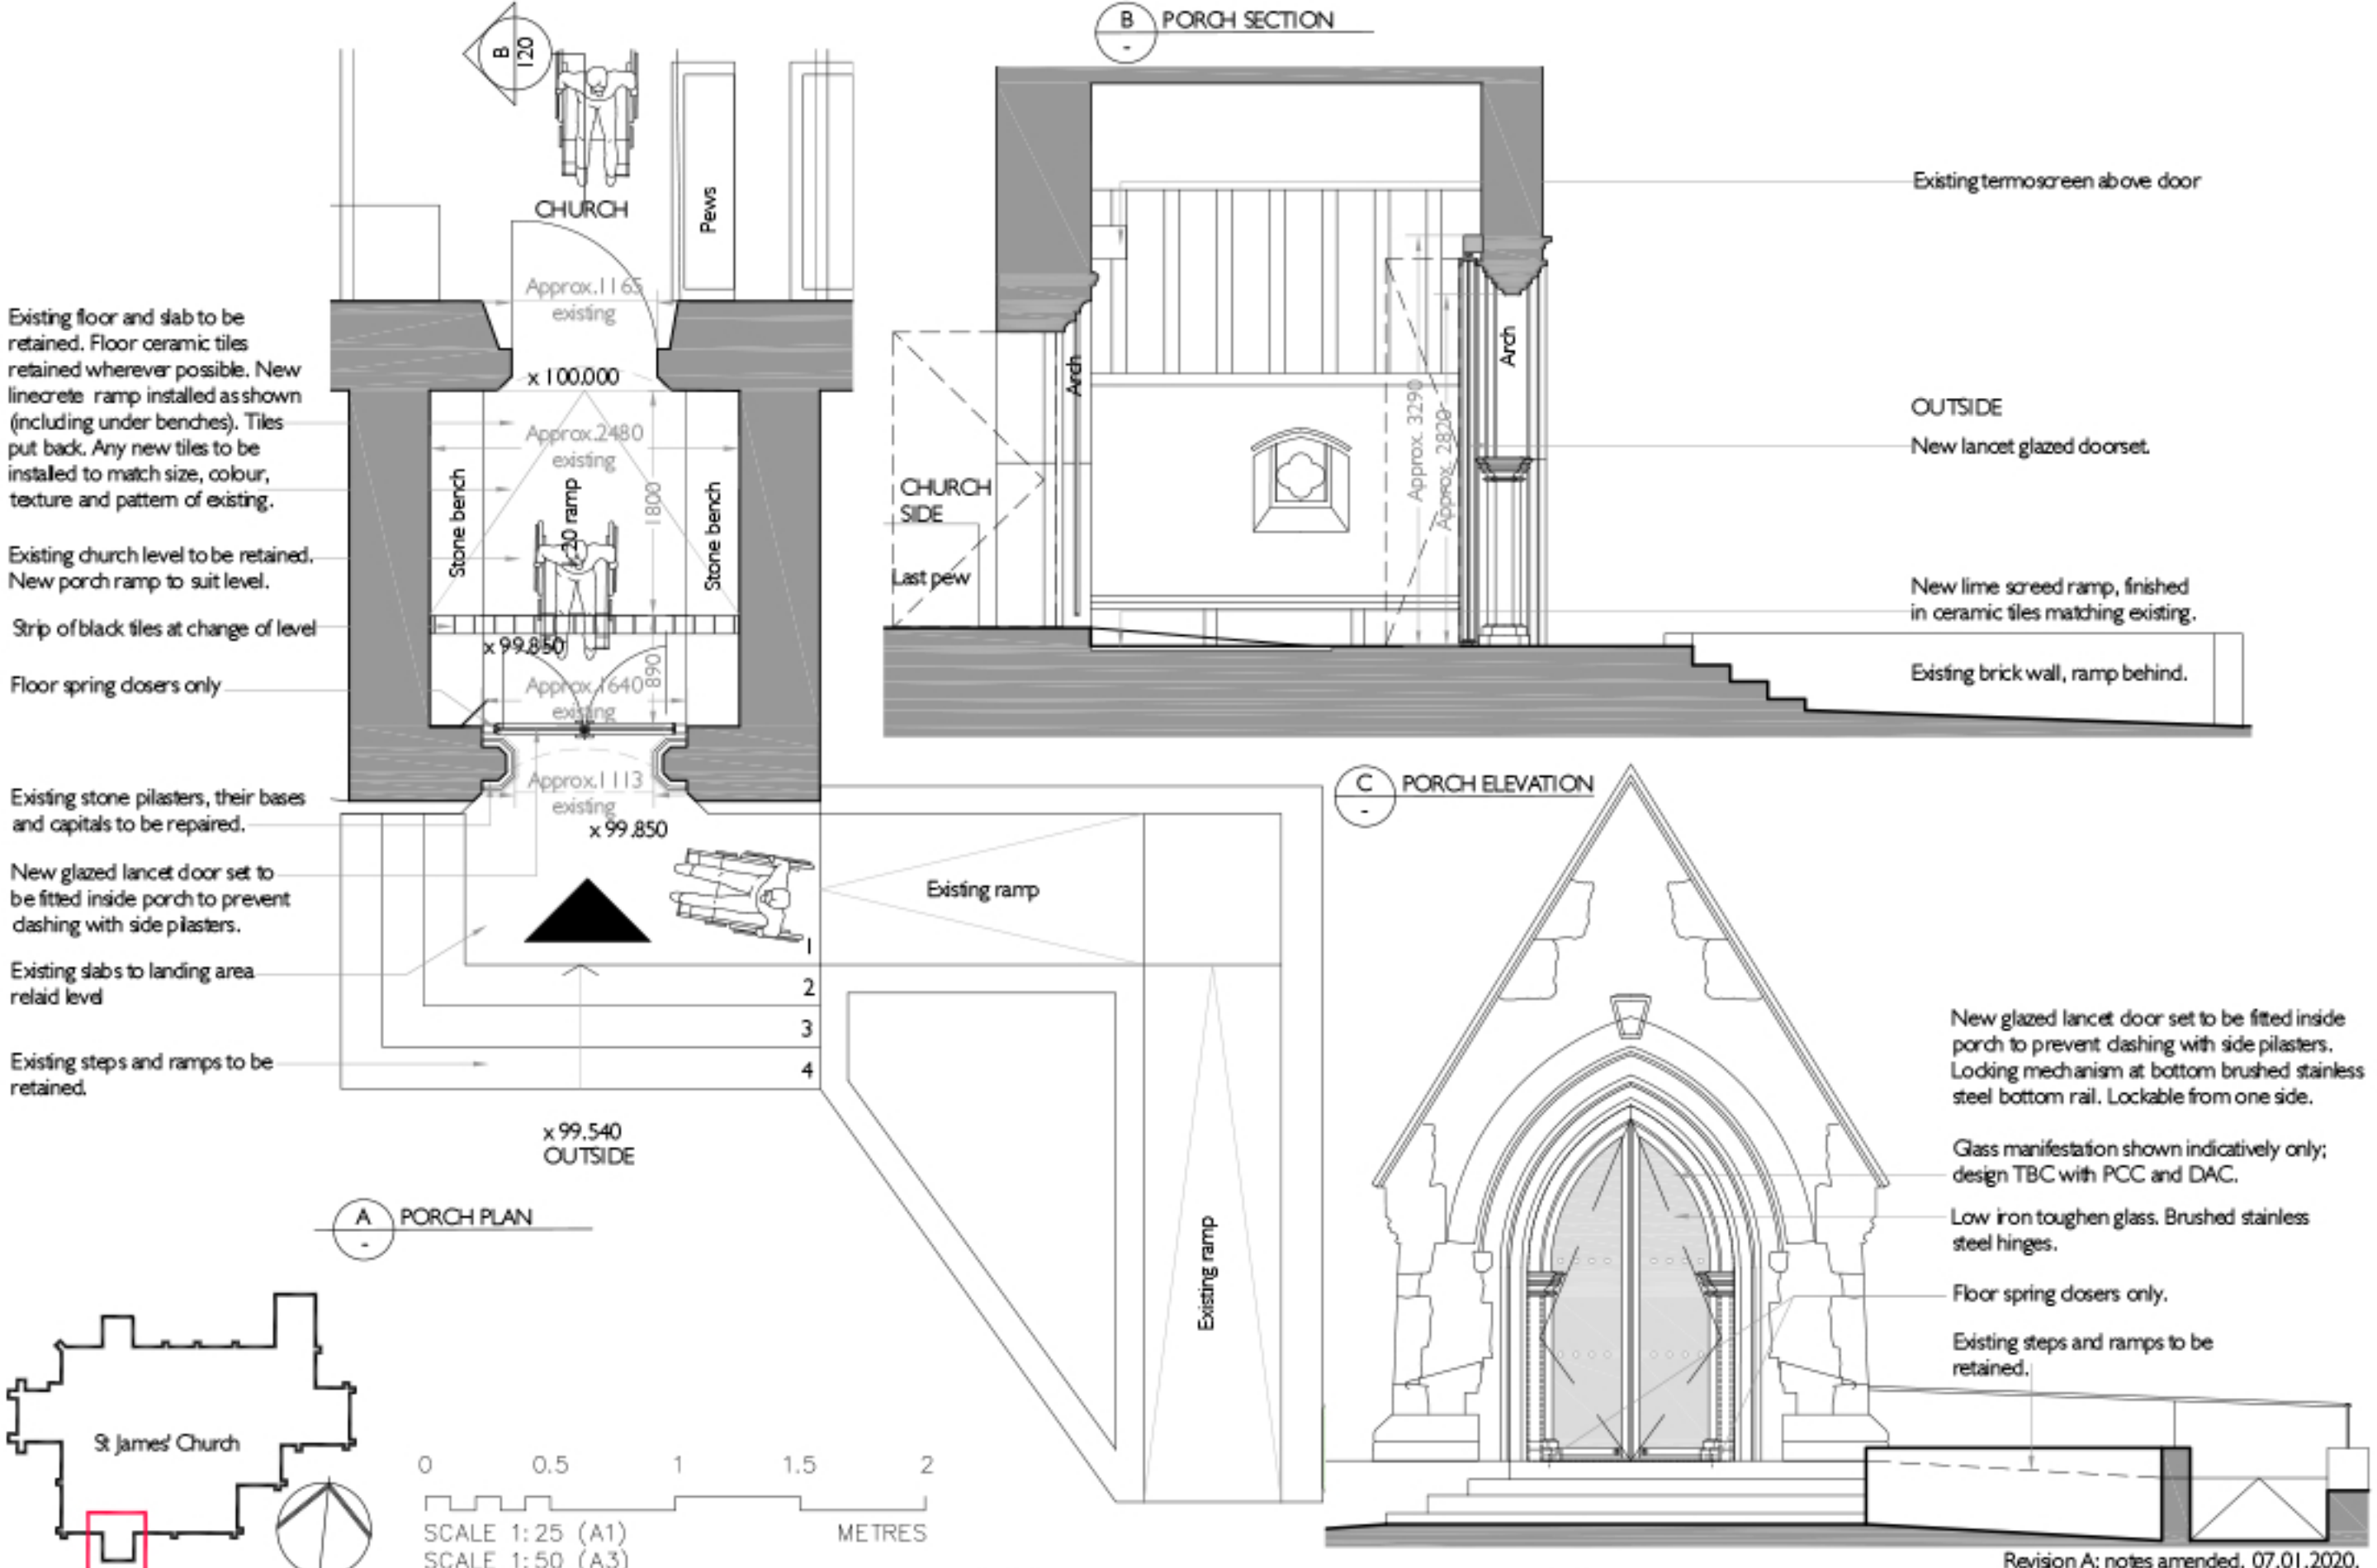 B
120
CHURCH
Pews
Approx.1165
existing
x 100.000
Approx.2480
existing
Stone bench
20 ramp
1800
Stone bench
x 99.850
890
Approx.1640
existing
Approx.1113
existing
x 99.850
Existing ramp
1
2
3
4
x 99.540
OUTSIDE
Existing ramp
Existing floor and slab to be
retained. Floor ceramic tiles
retained wherever possible. New
linecrete ramp installed as shown
(including under benches). Tiles
put back. Any new tiles to be
installed to match size, colour,
texture and pattern of existing.
Existing church level to be retained.
New porch ramp to suit level.
Strip of black tiles at change of level
Floor spring closers only
Existing stone pilasters, their bases
and capitals to be repaired.
New glazed lancet door set to
be fitted inside porch to prevent
clashing with side pilasters.
Existing slabs to landing area
relaid level
Existing steps and ramps to be
retained.
A
-
PORCH PLAN
St James' Church
0 0.5 1 1.5 2
SCALE 1:25 (A1)
METRES
SCALE 1:50 (A3)
B
-
PORCH SECTION
Existing termoscreen above door
Arch
Arch
CHURCH
SIDE
Last pew
Approx. 3290
Approx. 2820
OUTSIDE
New lancet glazed doorset.
New lime screed ramp, finished
in ceramic tiles matching existing.
Existing brick wall, ramp behind.
C
-
PORCH ELEVATION
New glazed lancet door set to be fitted inside
porch to prevent clashing with side pilasters.
Locking mechanism at bottom brushed stainless
steel bottom rail. Lockable from one side.
Glass manifestation shown indicatively only;
design TBC with PCC and DAC.
Low iron toughen glass. Brushed stainless
steel hinges.
Floor spring closers only.
Existing steps and ramps to be
retained.
Revision A: notes amended. 07.01.2020.